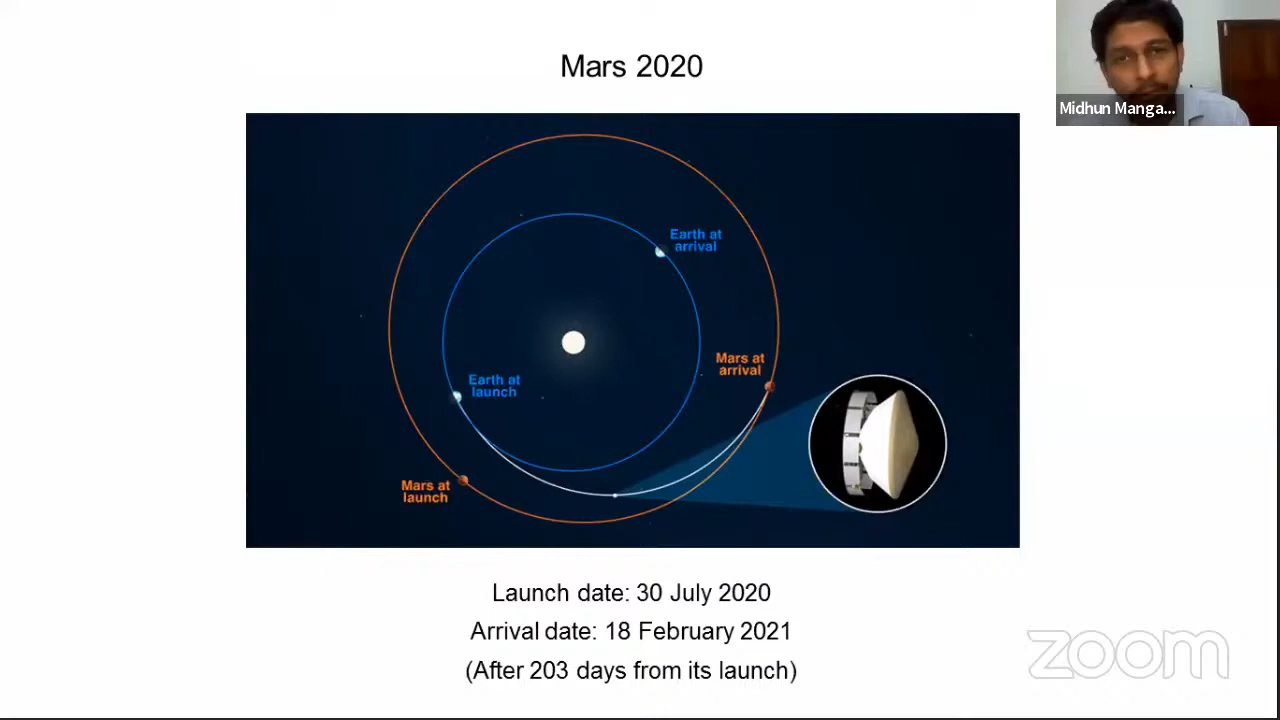 Mars 2020
Midhun Manga...
Earth at
arrival
Mars at
arrival
Earth at
launch
Mars at
launch
Launch date: 30 July 2020
Arrival date: 18 February 2021
(After 203 days from its launch)
zoom